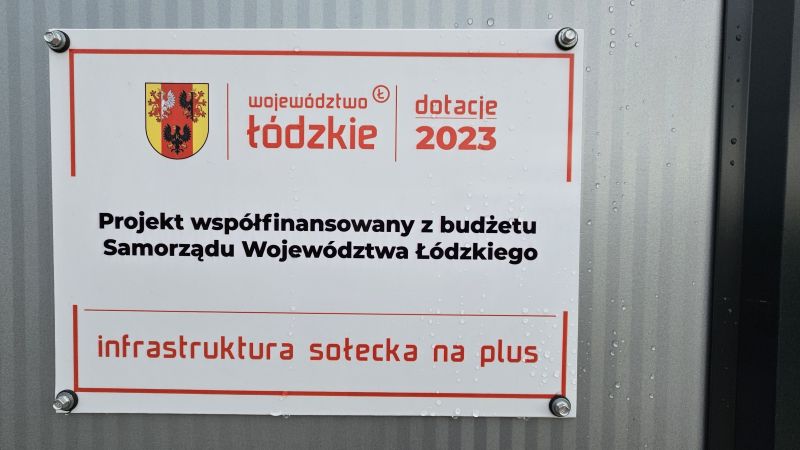 województwo Ł
łódzkie
dotacje
2023
Projekt współfinansowany z budżetu
Samorządu Województwa Łódzkiego
infrastruktura sołecka na plus